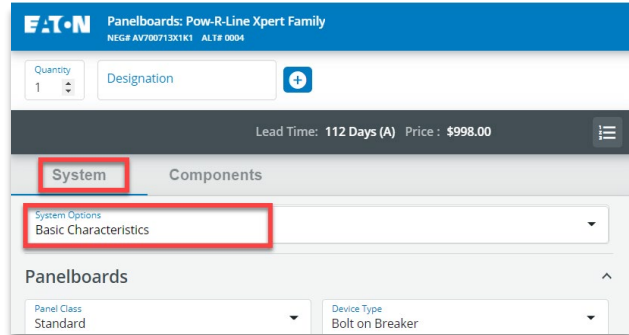 EATON
Panelboards: Pow-R-Line Xpert Family
NEG# AV700713X1K1 ALT# 0004
Quantity
1
Designation
Lead Time: 112 Days (A) Price : $998.00
System Components
System Options
Basic Characteristics
Panelboards
Panel Class Device Type
Standard Bolt on Breaker